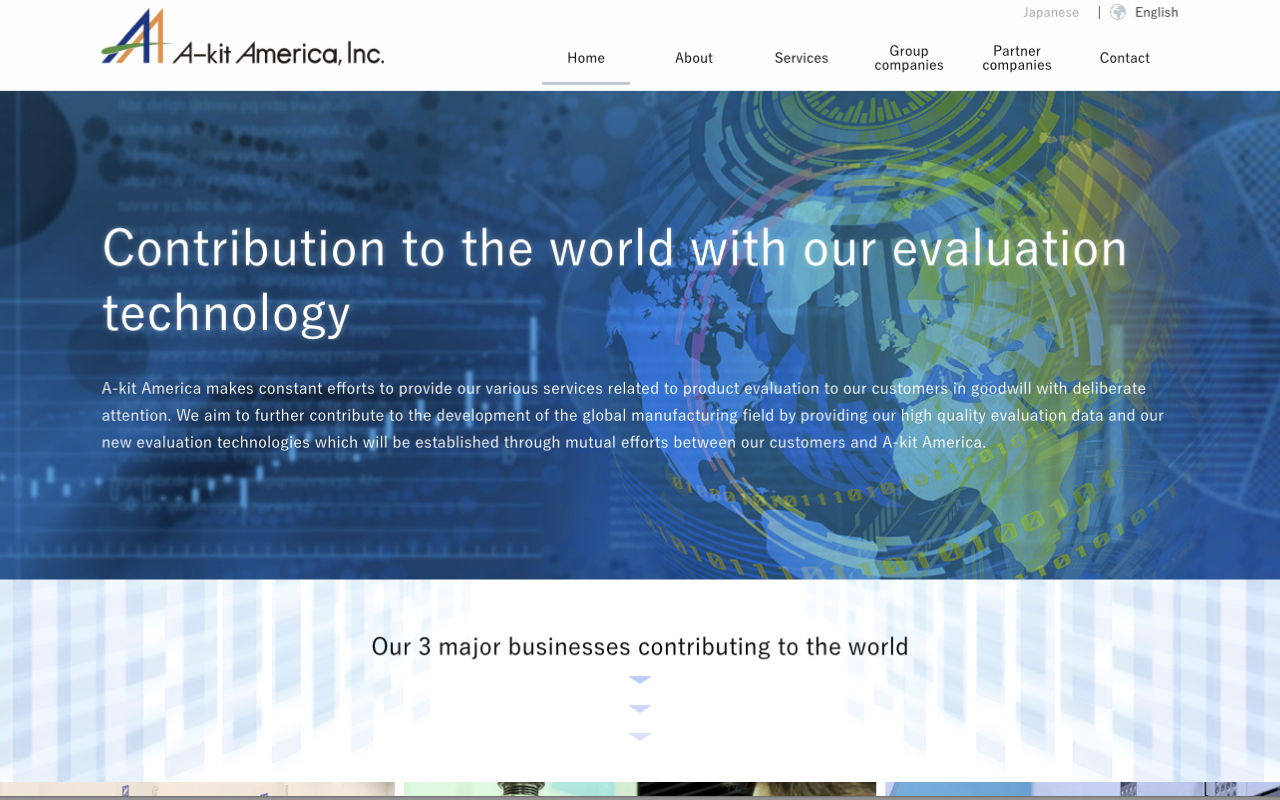 Japanese | English
A-kit America, Inc.
Home About Services Group companies Partner companies Contact
Contribution to the world with our evaluation
technology
A-kit America makes constant efforts to provide our various services related to product evaluation to our customers in goodwill with deliberate
attention. We aim to further contribute to the development of the global manufacturing field by providing our high quality evaluation data and our
new evaluation technologies which will be established through mutual efforts between our customers and A-kit America.
Our 3 major businesses contributing to the world